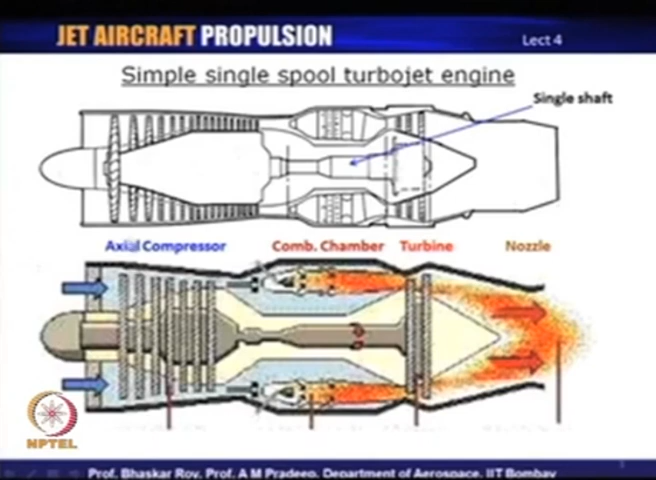 JET AIRCRAFT PROPULSION
Lect 4
Simple single spool turbojet engine
Single shaft
Axial Compressor
Comb. Chamber
Turbine
Nozzle
NPTEL
Prof. Bhaskar Roy, Prof. A M Pradeep, Department of Aerospace, IIT Bombay